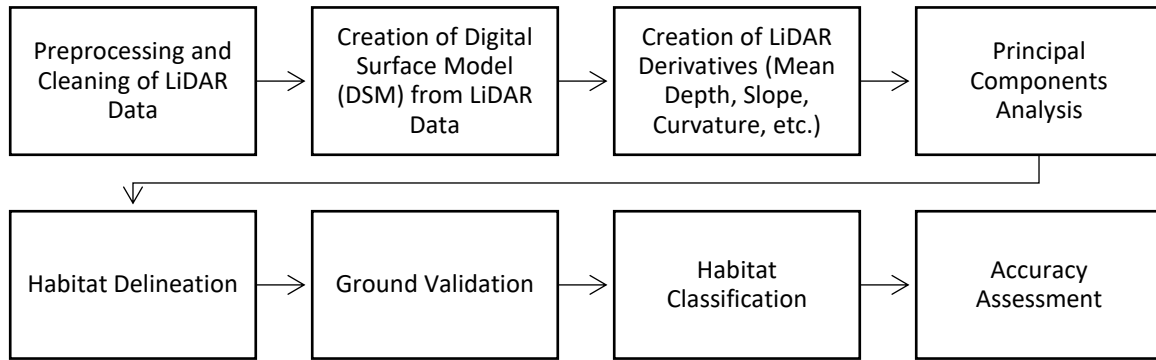 Preprocessing and
Cleaning of LiDAR
Data
Creation of Digital
Surface Model
(DSM) from LiDAR
Data
Creation of LiDAR
Derivatives (Mean
Depth, Slope,
Curvature, etc.)
Principal
Components
Analysis
Habitat Delineation
Ground Validation
Habitat
Classification
Accuracy
Assessment